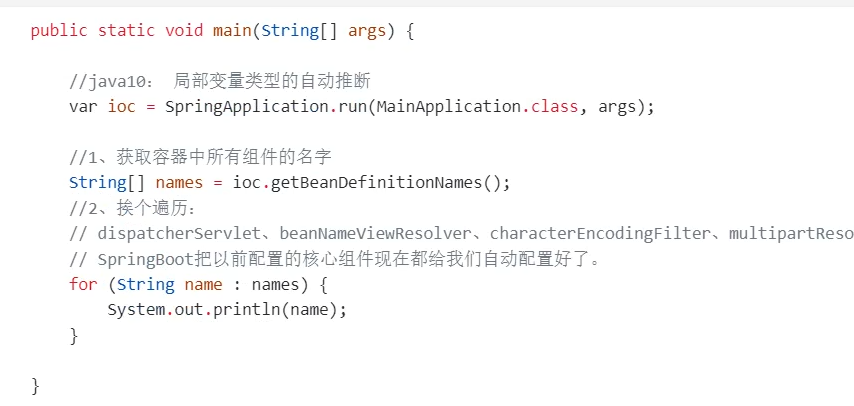 public static void main(String[] args) {
//java10： 局部变量类型的自动推断
var ioc = SpringApplication.run(MainApplication.class, args);
//1、获取容器中所有组件的名字
String[] names = ioc.getBeanDefinitionNames();
//2、挨个遍历：
// dispatcherServlet、beanNameViewResolver、characterEncodingFilter、multipartReso
// SpringBoot把以前配置的核心组件现在都给我们自动配置好了。
for (String name : names) {
System.out.println(name);
}
}